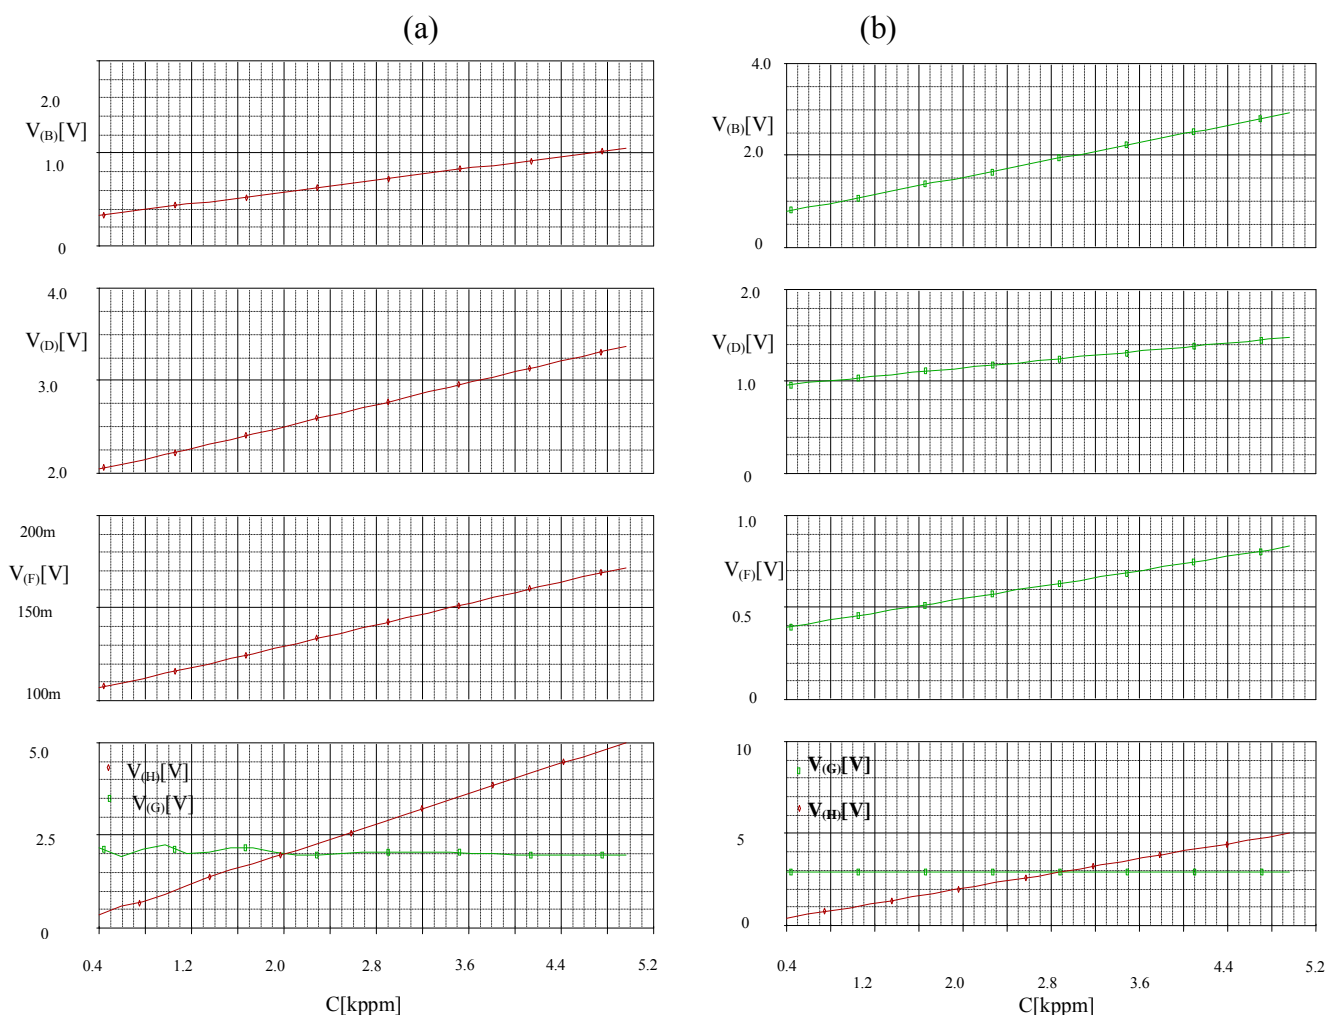 (a)
2.0
V(B)[V]
1.0
0
4.0
V(D)[V]
3.0
2.0
200m
V(F)[V]
150m
100m
5.0
V(H)[V]
V(G)[V]
2.5
0
0.4 1.2 2.0 2.8 3.6 4.4 5.2
C[kppm]
(b)
4.0
V(B)[V]
2.0
0
2.0
V(D)[V]
1.0
0
1.0
V(F)[V]
0.5
0
10
V(G)[V]
V(H)[V]
5
0
0.4 1.2 2.0 2.8 3.6 4.4 5.2
C[kppm]